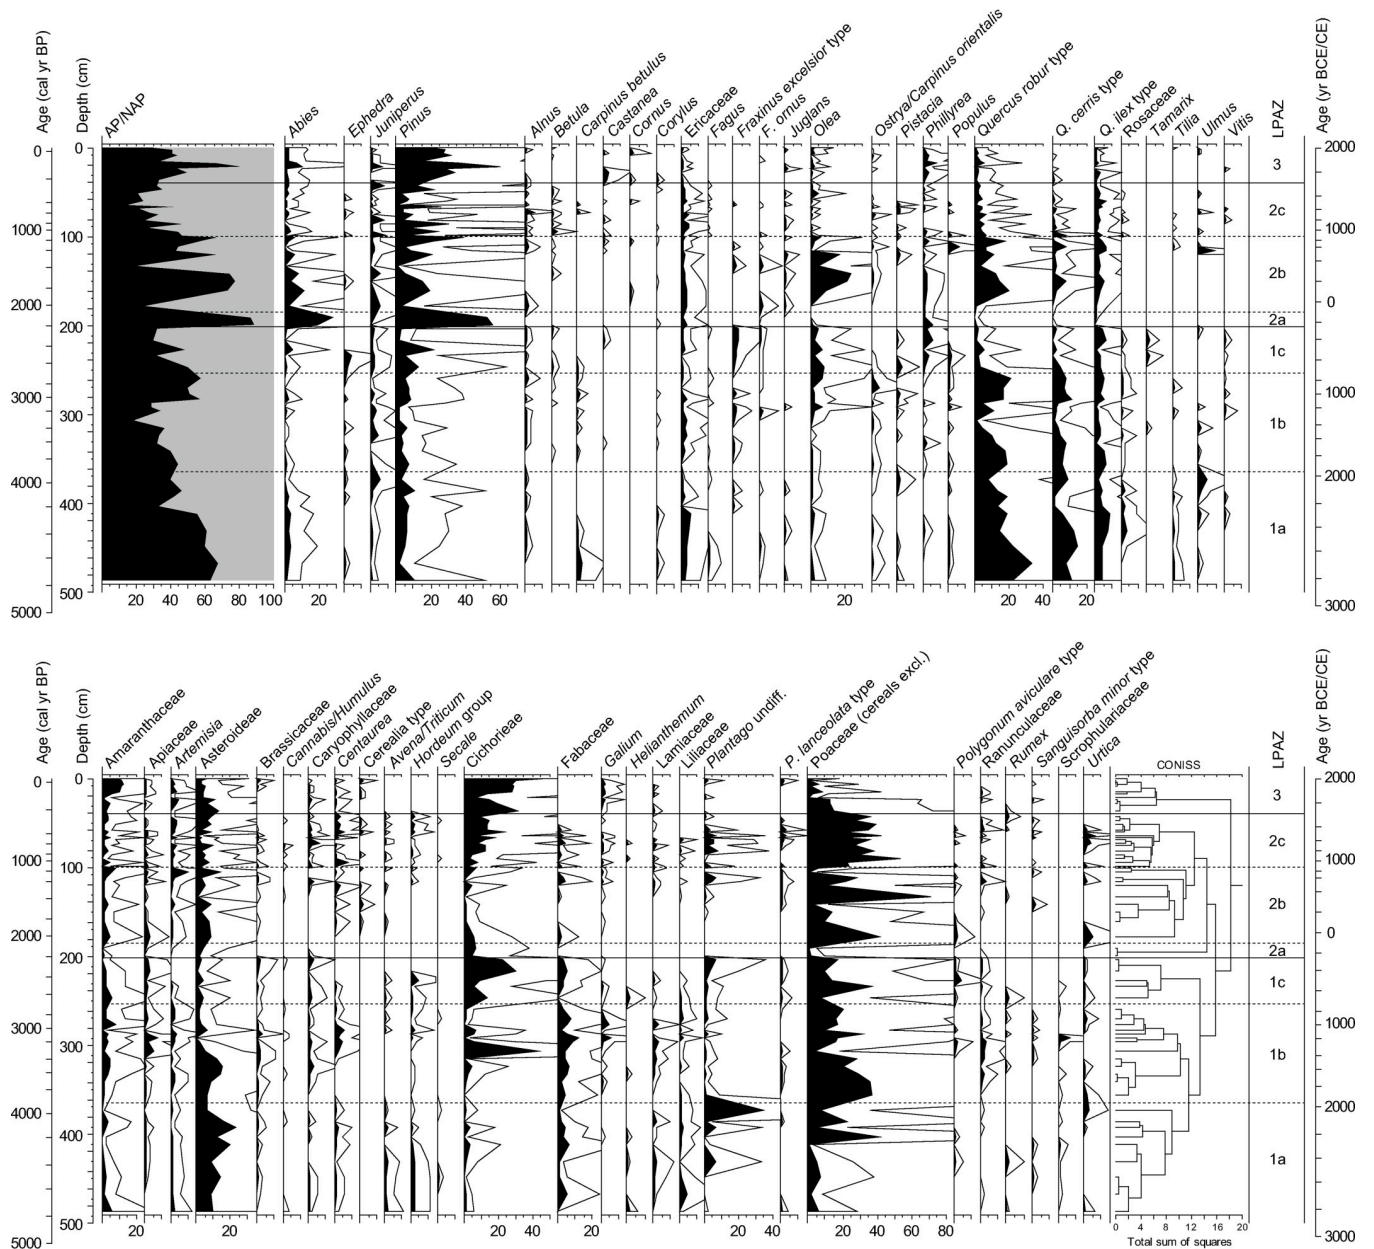 Age (cal yr BP)
Depth (cm)
AP/NAP
Abies
Ephedra
Juniperus
Pinus
Alnus
Betula
Carpinus betulus
Castanea
Cornus
Corylus
Ericaceae
Fagus
Fraxinus excelsior type
F. ornus
Juglans
Olea
Ostrya/Carpinus orientalis
Pistacia
Phillyrea
Populus
Quercus robur type
Q. cerris type
Q. ilex type
Rosaceae
Tamarix
Tilia
Ulmus
Vitis
LPAZ
Age (yr BCE/CE)
0 0 2000
3
2c
1000 100 1000
2b
2000 0
2a
200
1c
3000 1000
300
1b
4000 2000
400
1a
500
5000 3000
20 40 60 80 100 20 20 40 60 20 20 40 20
Age (cal yr BP)
Depth (cm)
Amaranthaceae
Apiaceae
Artemisia
Asteroideae
Brassicaceae
Cannabis/Humulus
Caryophyllaceae
Centaurea
Cerealia type
Avena/Triticum
Hordeum group
Secale
Cichorieae
Fabaceae
Galium
Helianthemum
Lamiaceae
Liliaceae
Plantago undiff.
P. lanceolata type
Poaceae (cereals excl.)
Polygonum aviculare type
Ranunculaceae
Rumex
Sanguisorba minor type
Scrophulariaceae
Urtica
CONISS
LPAZ
Age (yr BCE/CE)
0 0 2000
3
2c
1000 100 1000
2b
2000 0
2a
200
1c
3000 1000
300
1b
4000 2000
400
1a
500
5000 3000
20 20 20 40 20 20 40 20 40 60 80 0 4 8 12 16 20
Total sum of squares